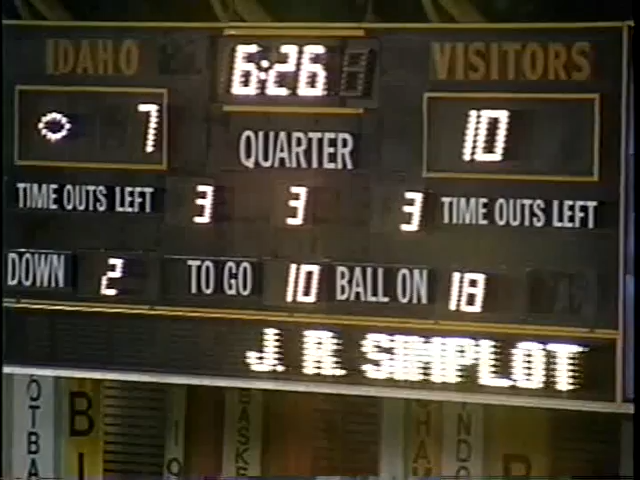 IDAHO 6:26 VISITORS
7 QUARTER 10
TIME OUTS LEFT 3 3 3 TIME OUTS LEFT
DOWN 2 TO GO 10 BALL ON 18
J. R. SIMPLOT